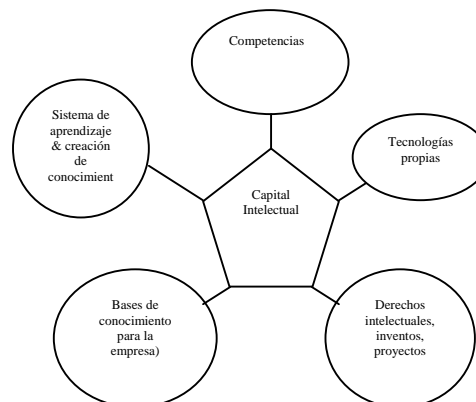 Competencias
Sistema de
aprendizaje
& creación
de
conocimient
Tecnologías
propias
Capital
Intelectual
Bases de
conocimiento
para la
empresa)
Derechos
intelectuales,
inventos,
proyectos